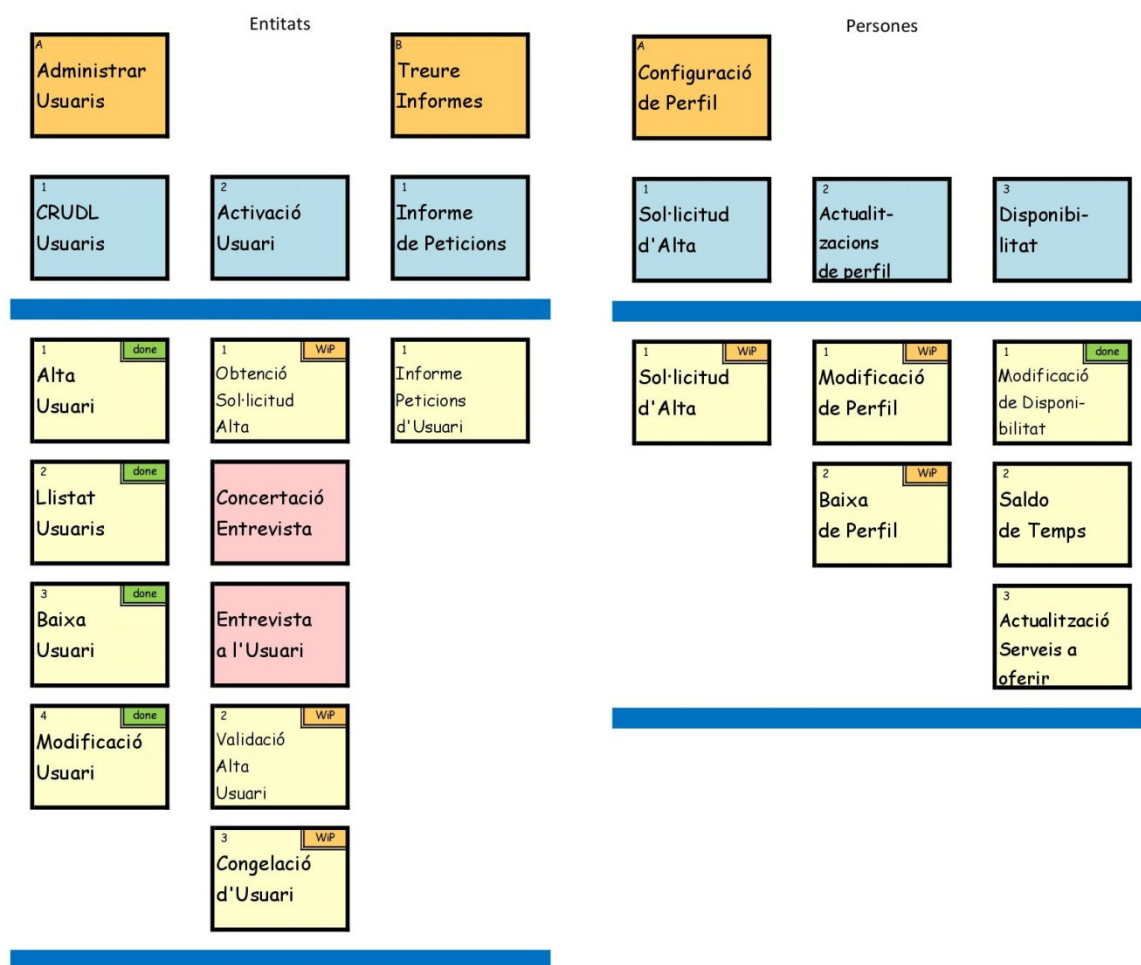 Entitats
A
Administrar
Usuaris
B
Treure
Informes
1
CRUDL
Usuaris
2
Activació
Usuari
1
Informe
de Peticions
1
done
Alta
Usuari
1
WiP
Obtenció
Sol·licitud
Alta
1
Informe
Peticions
d'Usuari
2
done
Llistat
Usuaris
Concertació
Entrevista
3
done
Baixa
Usuari
Entrevista
a l'Usuari
4
done
Modificació
Usuari
2
WiP
Validació
Alta
Usuari
3
WiP
Congelació
d'Usuari
Persones
A
Configuració
de Perfil
1
Sol·licitud
d'Alta
2
Actualit-
zacions
de perfil
3
Disponibi-
litat
1
WiP
Sol·licitud
d'Alta
1
WiP
Modificació
de Perfil
1
done
Modificació
de Disponi-
bilitat
2
WiP
Baixa
de Perfil
2
Saldo
de Temps
3
Actualització
Serveis a
oferir